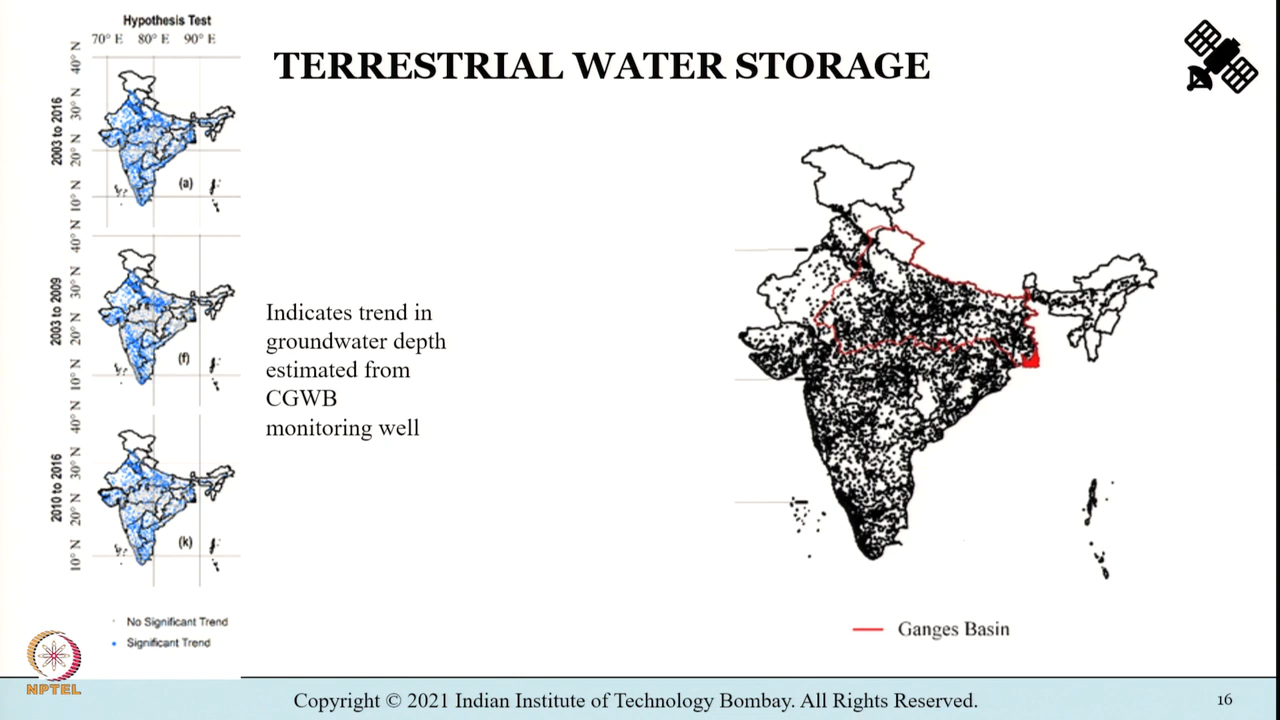 Hypothesis Test
70° E 80° E 90° E
TERRESTRIAL WATER STORAGE
2003 to 2016
40° N
30° N
20° N
10° N
(a)
2003 to 2009
40° N
30° N
20° N
10° N
(f)
Indicates trend in
groundwater depth
estimated from
CGWB
monitoring well
2010 to 2016
40° N
30° N
20° N
10° N
(k)
No Significant Trend
Significant Trend
Ganges Basin
NPTEL
Copyright © 2021 Indian Institute of Technology Bombay. All Rights Reserved.
16